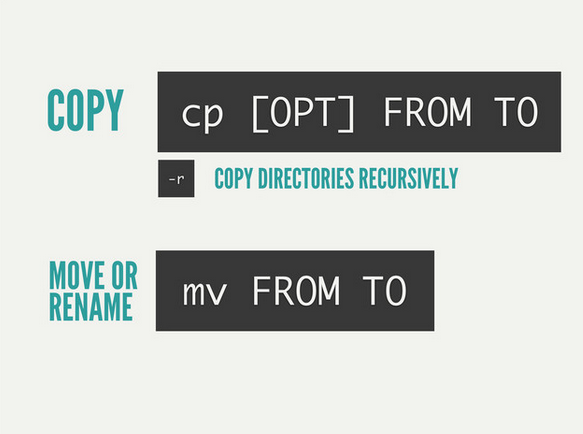 COPY
cp [OPT] FROM TO
-r
COPY DIRECTORIES RECURSIVELY
MOVE OR
RENAME
mv FROM TO